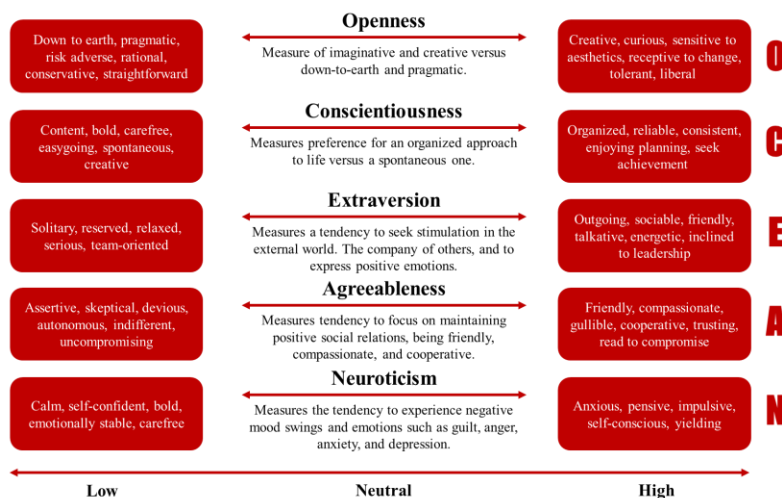 Openness
Down to earth, pragmatic,
risk adverse, rational,
conservative, straightforward
Measure of imaginative and creative versus
down-to-earth and pragmatic.
Creative, curious, sensitive to
aesthetics, receptive to change,
tolerant, liberal
O
Conscientiousness
Content, bold, carefree,
easygoing, spontaneous,
creative
Measures preference for an organized approach
to life versus a spontaneous one.
Organized, reliable, consistent,
enjoying planning, seek
achievement
C
Extraversion
Solitary, reserved, relaxed,
serious, team-oriented
Measures a tendency to seek stimulation in the
external world. The company of others, and to
express positive emotions.
Outgoing, sociable, friendly,
talkative, energetic, inclined
to leadership
E
Agreeableness
Assertive, skeptical, devious,
autonomous, indifferent,
uncompromising
Measures tendency to focus on maintaining
positive social relations, being friendly,
compassionate, and cooperative.
Friendly, compassionate,
gullible, cooperative, trusting,
read to compromise
A
Neuroticism
Calm, self-confident, bold,
emotionally stable, carefree
Measures the tendency to experience negative
mood swings and emotions such as guilt, anger,
anxiety, and depression.
Anxious, pensive, impulsive,
self-conscious, yielding
N
Low
Neutral
High